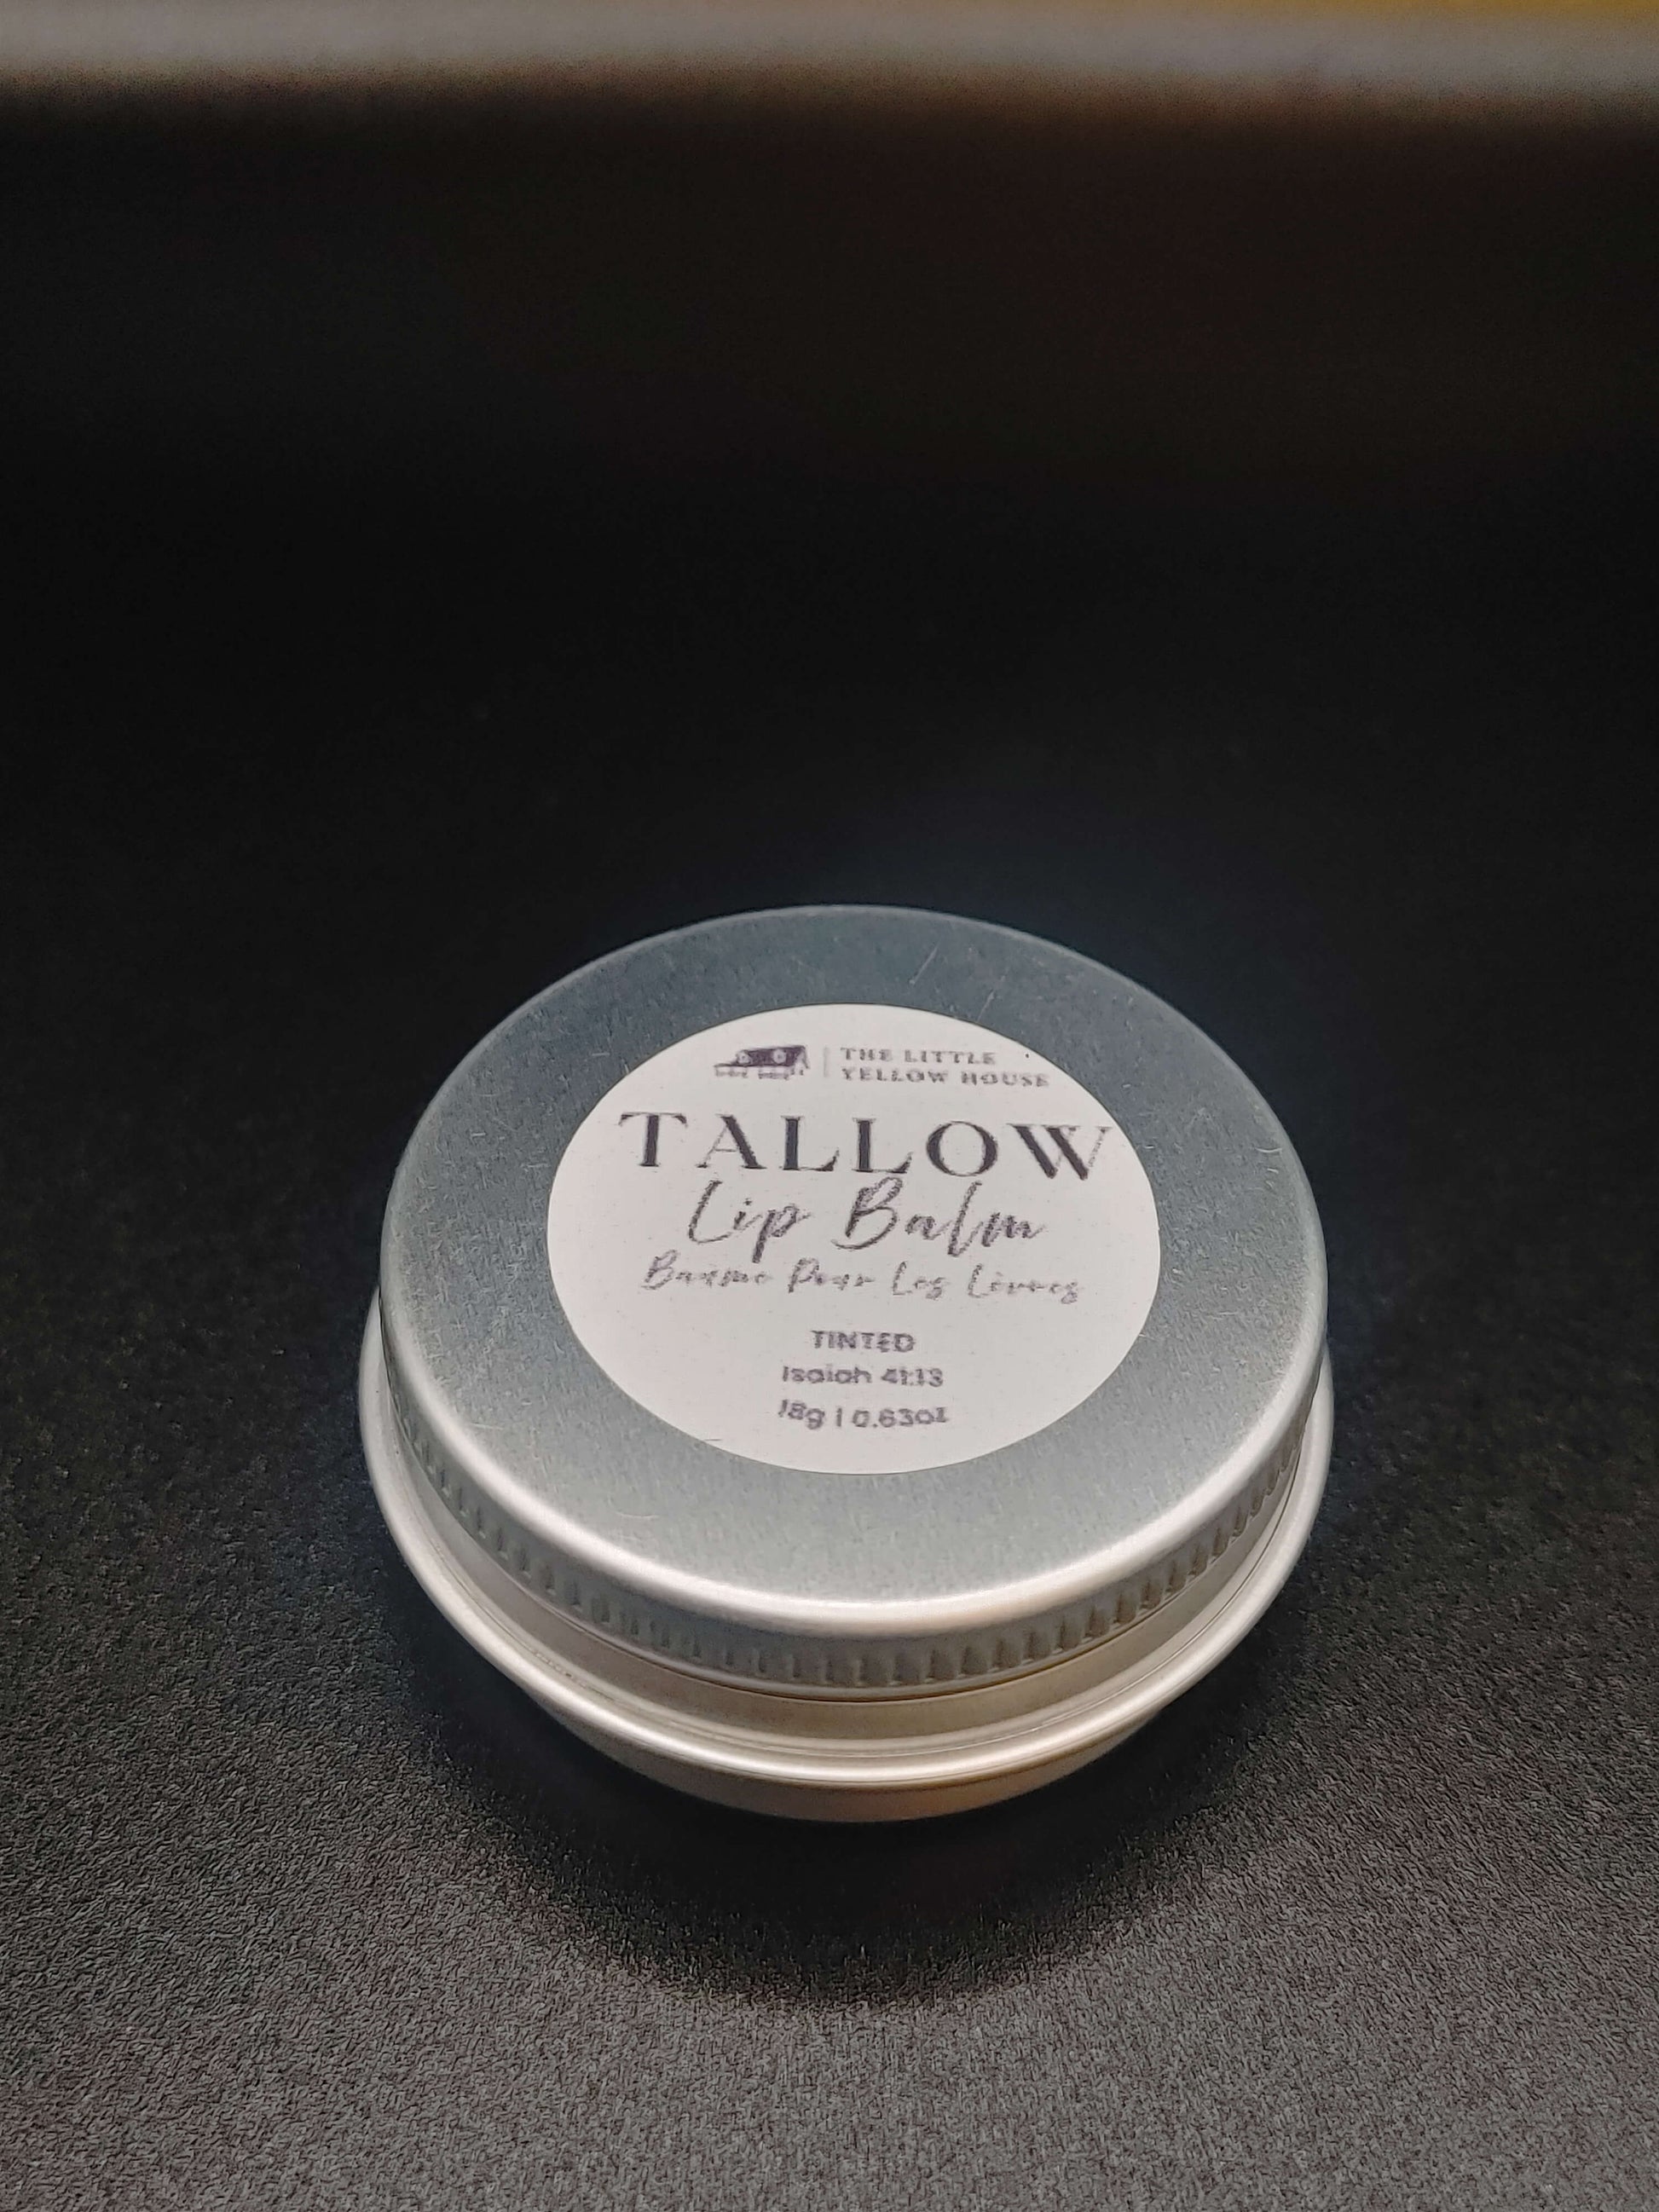 THE LITTLE
YELLOW HOUSE
TALLOW
Lip Balm
Baume Pour Les Lèvres
TINTED
Isaiah 41:13
18g | 0.63oz